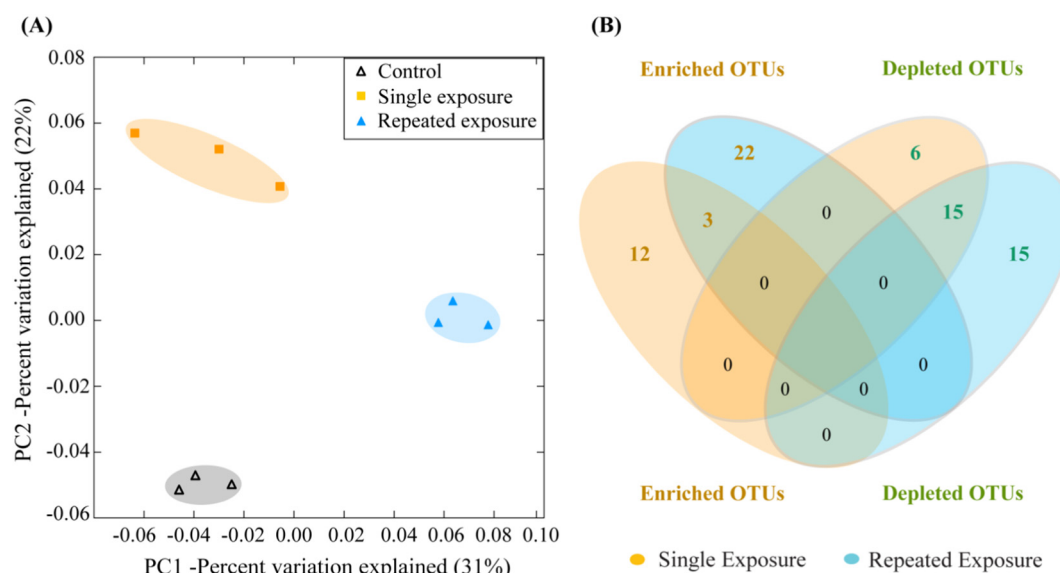 (A)
0.08
0.06
0.04
0.02
0.00
-0.02
-0.04
-0.06
PC2 -Percent variation explained (22%)
Control
Single exposure
Repeated exposure
-0.06 -0.04 -0.02 0.00 0.02 0.04 0.06 0.08 0.10
PC1 -Percent variation explained (31%)
(B)
Enriched OTUs Depleted OTUs
22 6
0
3 15
12 15
0 0
0 0
0 0
0
Enriched OTUs Depleted OTUs
Single Exposure Repeated Exposure